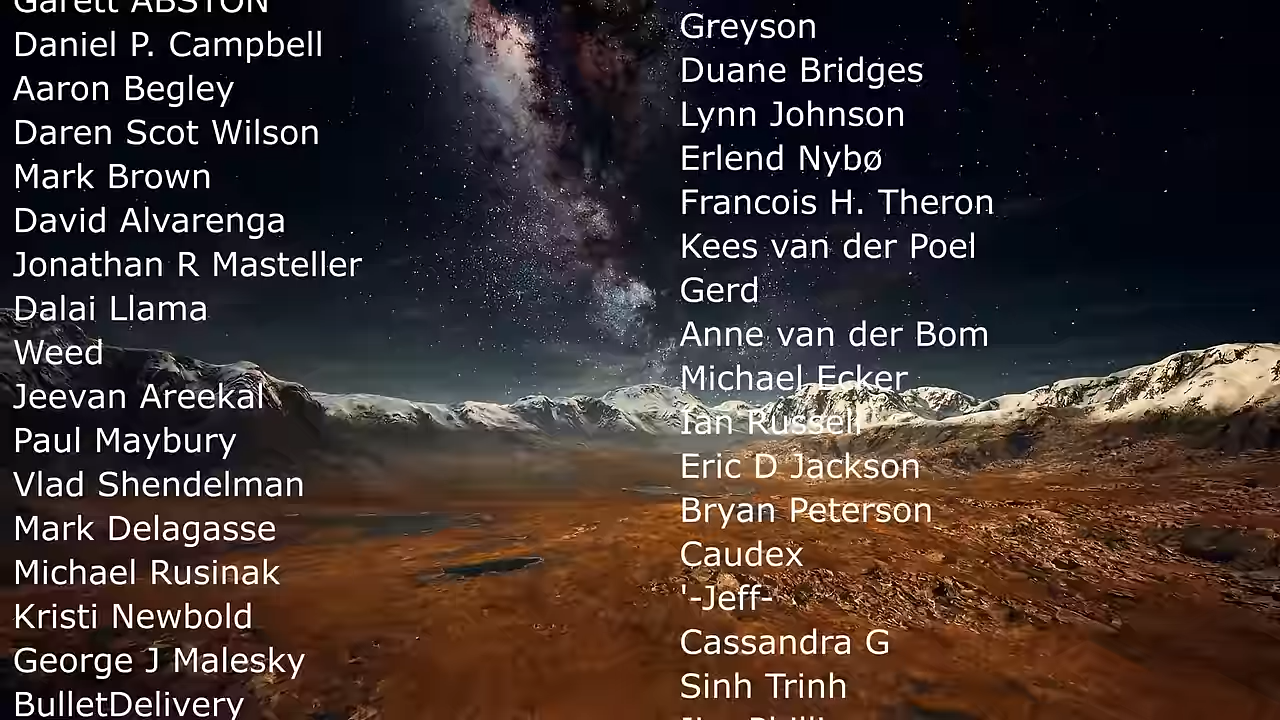 Garett ABSTON
Daniel P. Campbell
Aaron Begley
Daren Scot Wilson
Mark Brown
David Alvarenga
Jonathan R Masteller
Dalai Llama
Weed
Jeevan Areekal
Paul Maybury
Vlad Shendelman
Mark Delagasse
Michael Rusinak
Kristi Newbold
George J Malesky
BulletDelivery
Greyson
Duane Bridges
Lynn Johnson
Erlend Nybø
Francois H. Theron
Kees van der Poel
Gerd
Anne van der Bom
Michael Ecker
Ian Russell
Eric D Jackson
Bryan Peterson
Caudex
'-Jeff-
Cassandra G
Sinh Trinh